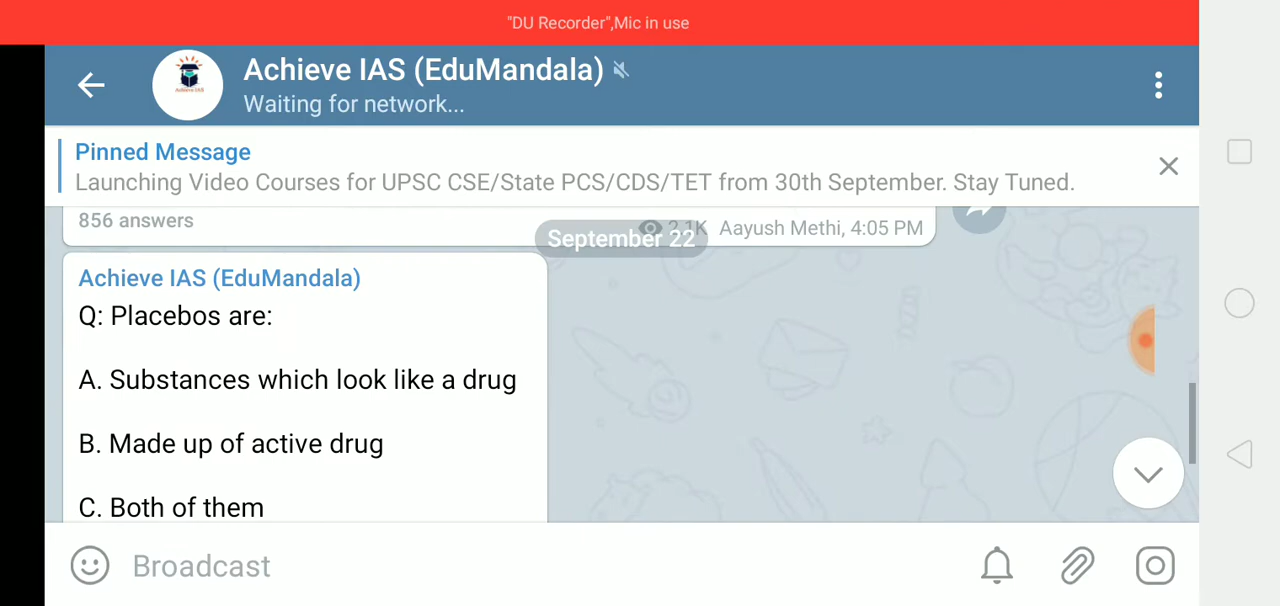 "DU Recorder",Mic in use
Achieve IAS (EduMandala)
Waiting for network...
Pinned Message
Launching Video Courses for UPSC CSE/State PCS/CDS/TET from 30th September. Stay Tuned.
856 answers
2.1K Aayush Methi, 4:05 PM
September 22
Achieve IAS (EduMandala)
Q: Placebos are:
A. Substances which look like a drug
B. Made up of active drug
C. Both of them
Broadcast